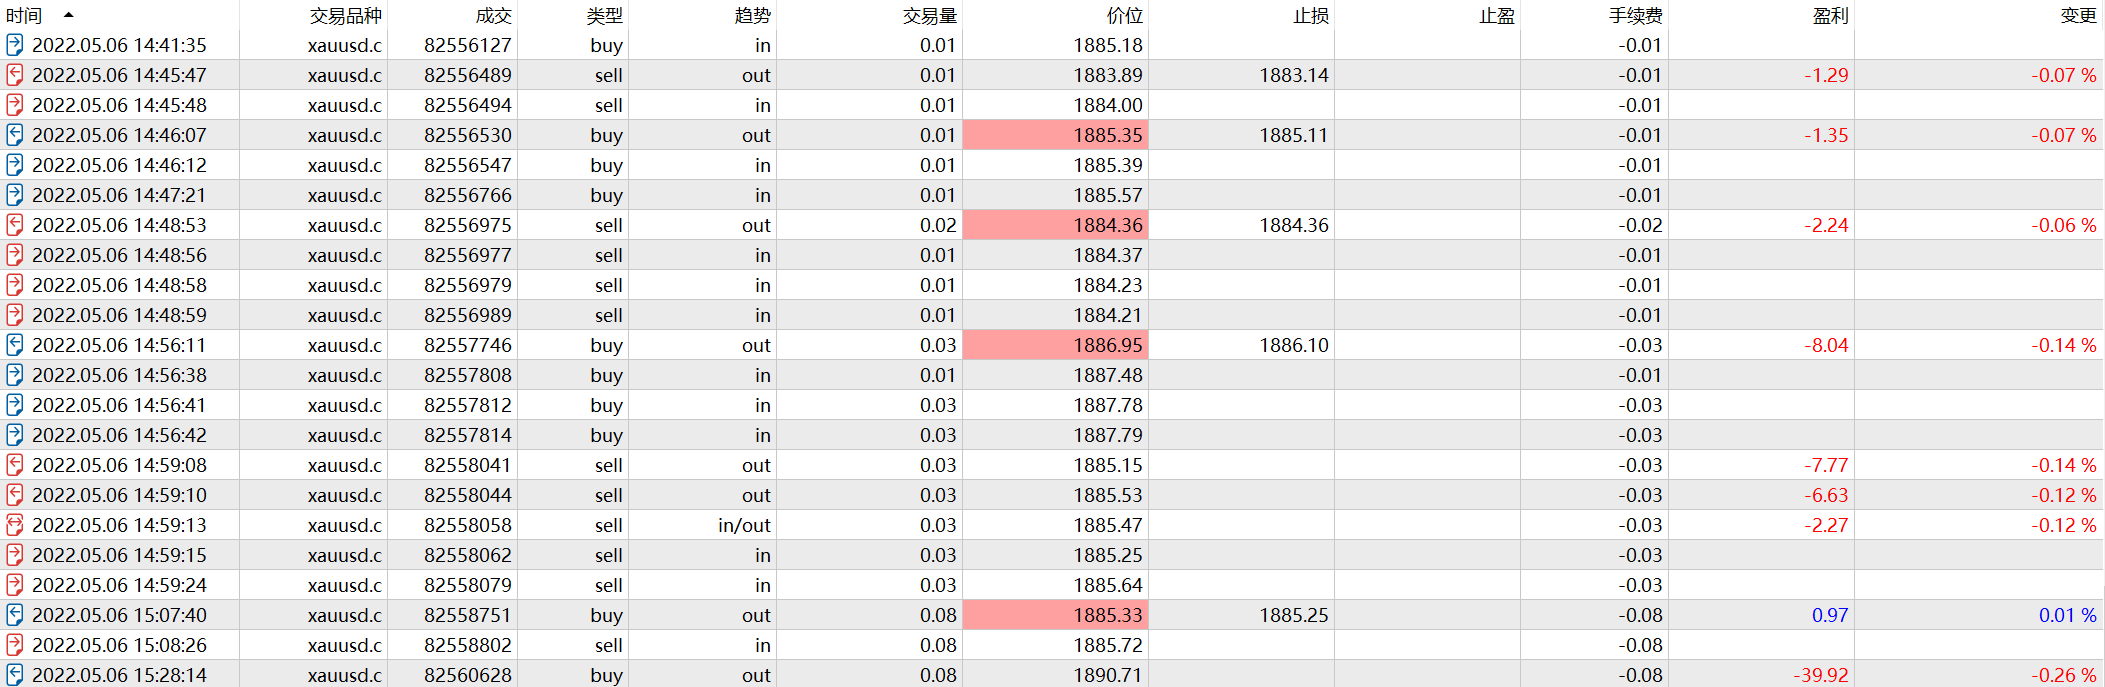 时间 交易品种 成交 类型 趋势 交易量 价位 止损 止盈 手续费 盈利 变更
2022.05.06 14:41:35 xauusd.c 82556127 buy in 0.01 1885.18 -0.01
2022.05.06 14:45:47 xauusd.c 82556489 sell out 0.01 1883.89 1883.14 -0.01 -1.29 -0.07 %
2022.05.06 14:45:48 xauusd.c 82556494 sell in 0.01 1884.00 -0.01
2022.05.06 14:46:07 xauusd.c 82556530 buy out 0.01 1885.35 1885.11 -0.01 -1.35 -0.07 %
2022.05.06 14:46:12 xauusd.c 82556547 buy in 0.01 1885.39 -0.01
2022.05.06 14:47:21 xauusd.c 82556766 buy in 0.01 1885.57 -0.01
2022.05.06 14:48:53 xauusd.c 82556975 sell out 0.02 1884.36 1884.36 -0.02 -2.24 -0.06 %
2022.05.06 14:48:56 xauusd.c 82556977 sell in 0.01 1884.37 -0.01
2022.05.06 14:48:58 xauusd.c 82556979 sell in 0.01 1884.23 -0.01
2022.05.06 14:48:59 xauusd.c 82556989 sell in 0.01 1884.21 -0.01
2022.05.06 14:56:11 xauusd.c 82557746 buy out 0.03 1886.95 1886.10 -0.03 -8.04 -0.14 %
2022.05.06 14:56:38 xauusd.c 82557808 buy in 0.01 1887.48 -0.01
2022.05.06 14:56:41 xauusd.c 82557812 buy in 0.03 1887.78 -0.03
2022.05.06 14:56:42 xauusd.c 82557814 buy in 0.03 1887.79 -0.03
2022.05.06 14:59:08 xauusd.c 82558041 sell out 0.03 1885.15 -0.03 -7.77 -0.14 %
2022.05.06 14:59:10 xauusd.c 82558044 sell out 0.03 1885.53 -0.03 -6.63 -0.12 %
2022.05.06 14:59:13 xauusd.c 82558058 sell in/out 0.03 1885.47 -0.03 -2.27 -0.12 %
2022.05.06 14:59:15 xauusd.c 82558062 sell in 0.03 1885.25 -0.03
2022.05.06 14:59:24 xauusd.c 82558079 sell in 0.03 1885.64 -0.03
2022.05.06 15:07:40 xauusd.c 82558751 buy out 0.08 1885.33 1885.25 -0.08 0.97 0.01 %
2022.05.06 15:08:26 xauusd.c 82558802 sell in 0.08 1885.72 -0.08
2022.05.06 15:28:14 xauusd.c 82560628 buy out 0.08 1890.71 -0.08 -39.92 -0.26 %